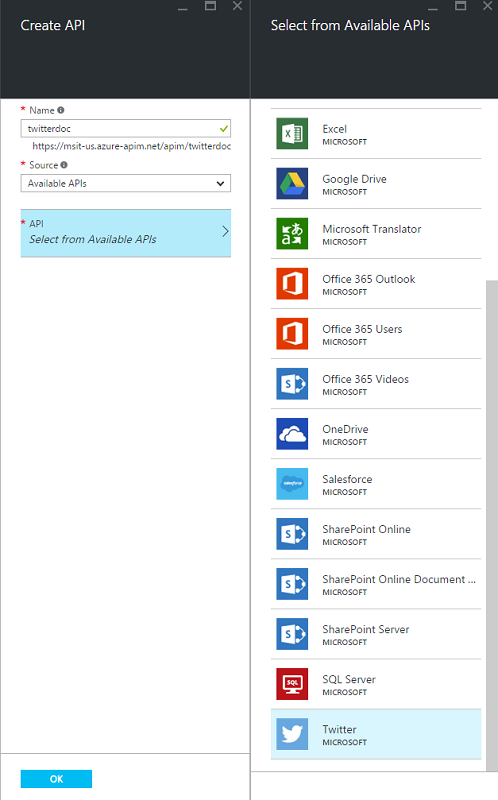 Create API
* Name
twitterdoc
https://msit-us.azure-apim.net/apim/twitterdoc
* Source
Available APIs
* API
Select from Available APIs
OK
Select from Available APIs
Excel
MICROSOFT
Google Drive
MICROSOFT
Microsoft Translator
MICROSOFT
Office 365 Outlook
MICROSOFT
Office 365 Users
MICROSOFT
Office 365 Videos
MICROSOFT
OneDrive
MICROSOFT
salesforce
Salesforce
MICROSOFT
SharePoint Online
MICROSOFT
SharePoint Online Document ...
MICROSOFT
SharePoint Server
MICROSOFT
SQL
SQL Server
MICROSOFT
Twitter
MICROSOFT